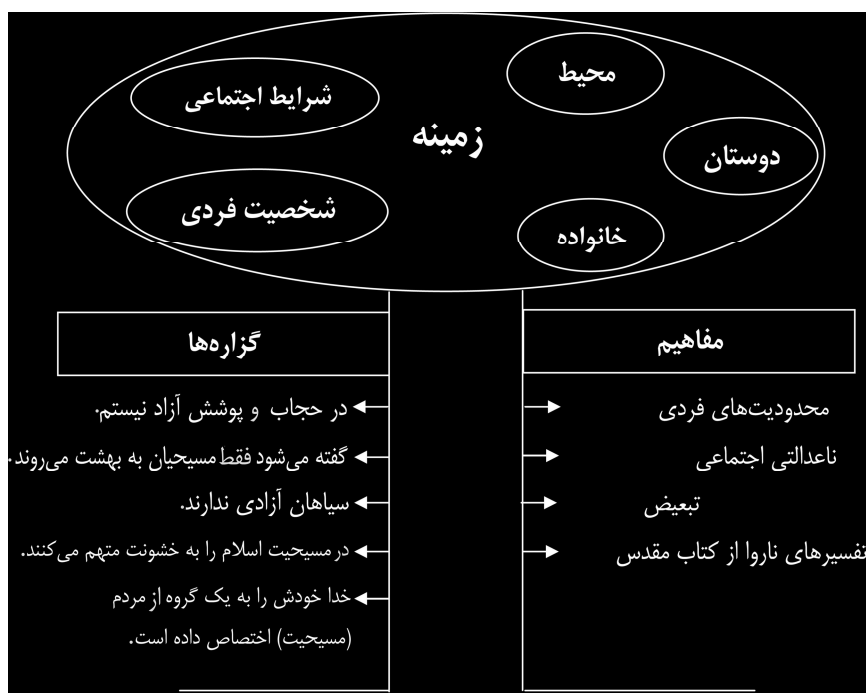 محیط
شرایط اجتماعی
زمینه
دوستان
شخصیت فردی
خانواده
مفاهیم
محدودیت‌های فردی
ناعدالتی اجتماعی
تبعیض
تفسیرهای ناروا از کتاب مقدس
گزاره‌ها
در حجاب و پوشش آزاد نیستم.
گفته می‌شود فقط مسیحیان به بهشت می‌روند.
سیاهان آزادی ندارند.
در مسیحیت اسلام را به خشونت متهم می‌کنند.
خدا خودش را به یک گروه از مردم
(مسیحیت) اختصاص داده است.